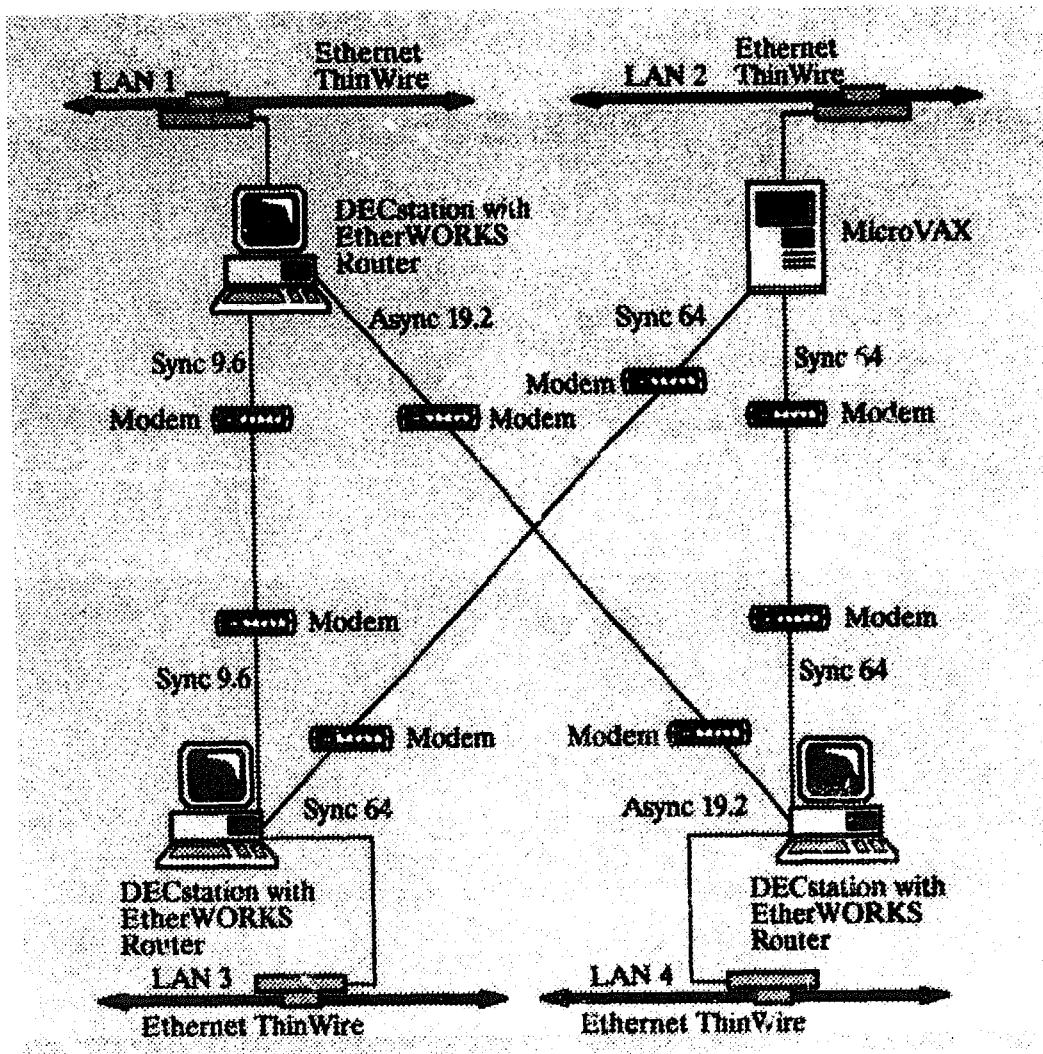 Ethernet
ThinWire
LAN 1
Ethernet
ThinWire
LAN 2
DECstation with
EtherWORKS
Router
MicroVAX
Async 19.2
Sync 64
Sync 9.6
Sync 64
Modem
Modem
Modem
Modem
Modem
Modem
Sync 9.6
Sync 64
Modem
Modem
Sync 64
Async 19.2
DECstation with
EtherWORKS
Router
DECstation with
EtherWORKS
Router
LAN 3
LAN 4
Ethernet ThinWire
Ethernet ThinWire